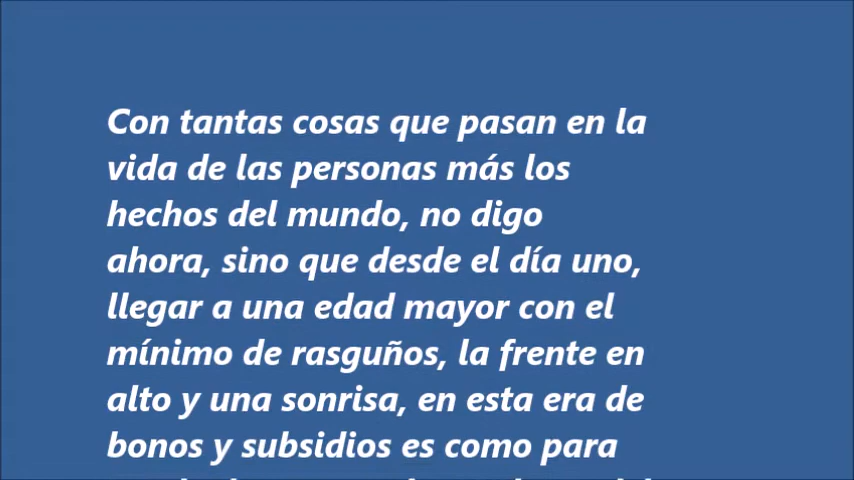 Con tantas cosas que pasan en la
vida de las personas más los
hechos del mundo, no digo
ahora, sino que desde el día uno,
llegar a una edad mayor con el
mínimo de rasguños, la frente en
alto y una sonrisa, en esta era de
bonos y subsidios es como para